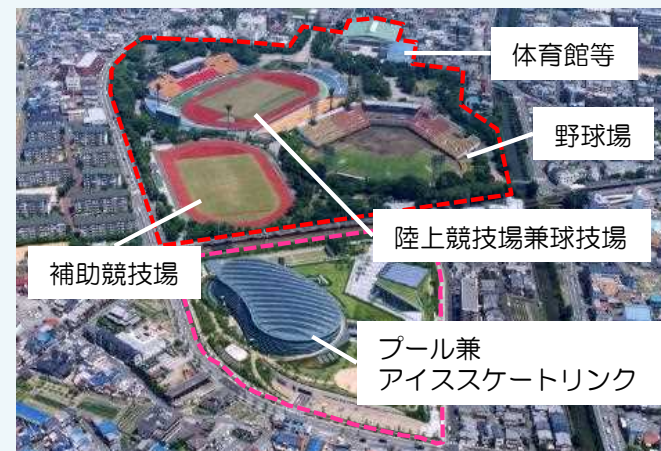 体育館等
野球場
陸上競技場兼球技場
補助競技場
プール兼
アイススケートリンク